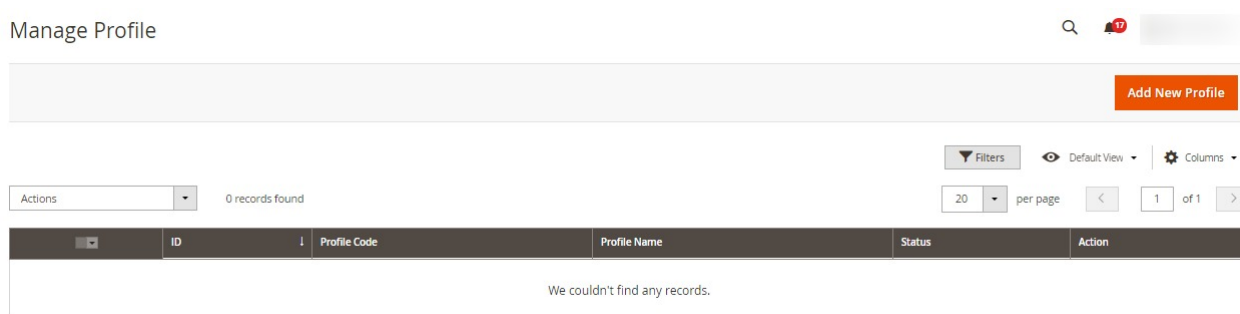 Manage Profile
17
Add New Profile
Filters Default View Columns
Actions 0 records found 20 per page 1 of 1
ID ↓ Profile Code Profile Name Status Action
We couldn't find any records.